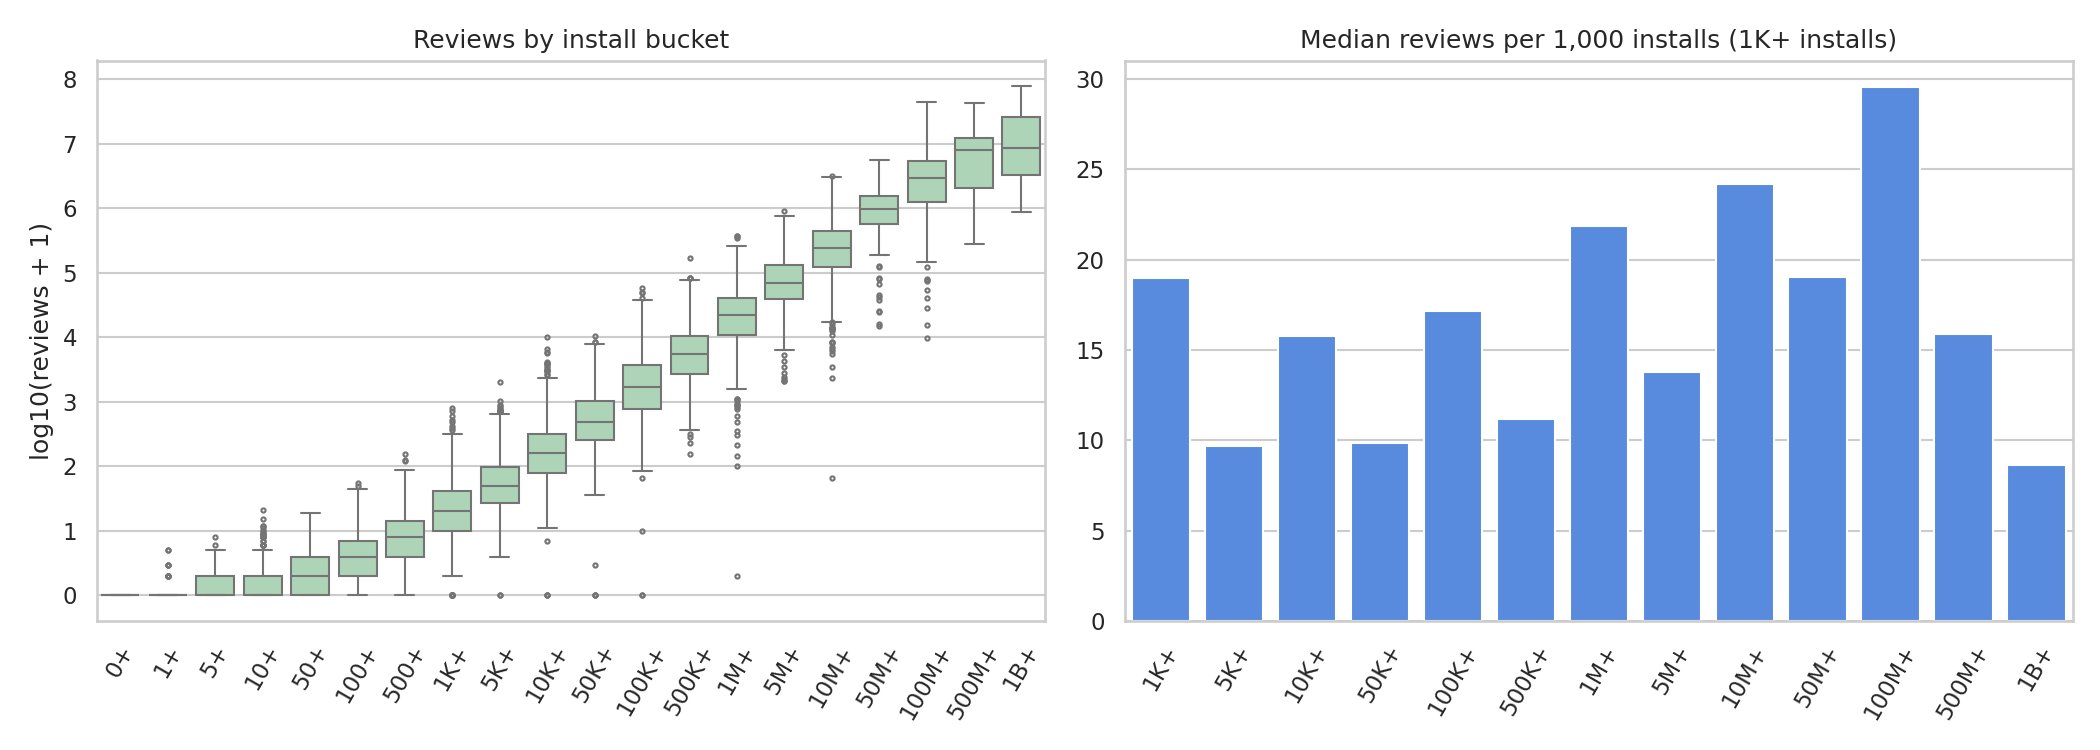 Reviews by install bucket
log10(reviews + 1)
8
7
6
5
4
3
2
1
0
0+
1+
5+
10+
50+
100+
500+
1K+
5K+
10K+
50K+
100K+
500K+
1M+
5M+
10M+
50M+
100M+
500M+
1B+
Median reviews per 1,000 installs (1K+ installs)
30
25
20
15
10
5
0
1K+
5K+
10K+
50K+
100K+
500K+
1M+
5M+
10M+
50M+
100M+
500M+
1B+